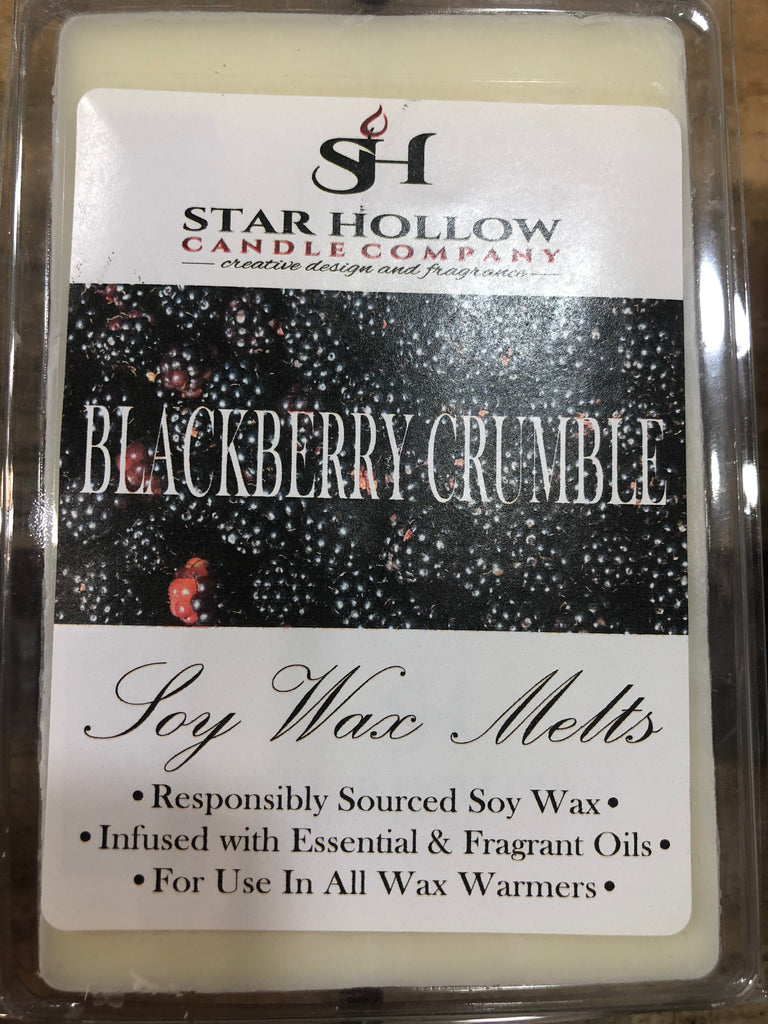 SH
STAR HOLLOW
CANDLE COMPANY
creative design and fragrance
BLACKBERRY CRUMBLE
Soy Wax Melts
• Responsibly Sourced Soy Wax •
• Infused with Essential & Fragrant Oils •
• For Use In All Wax Warmers •